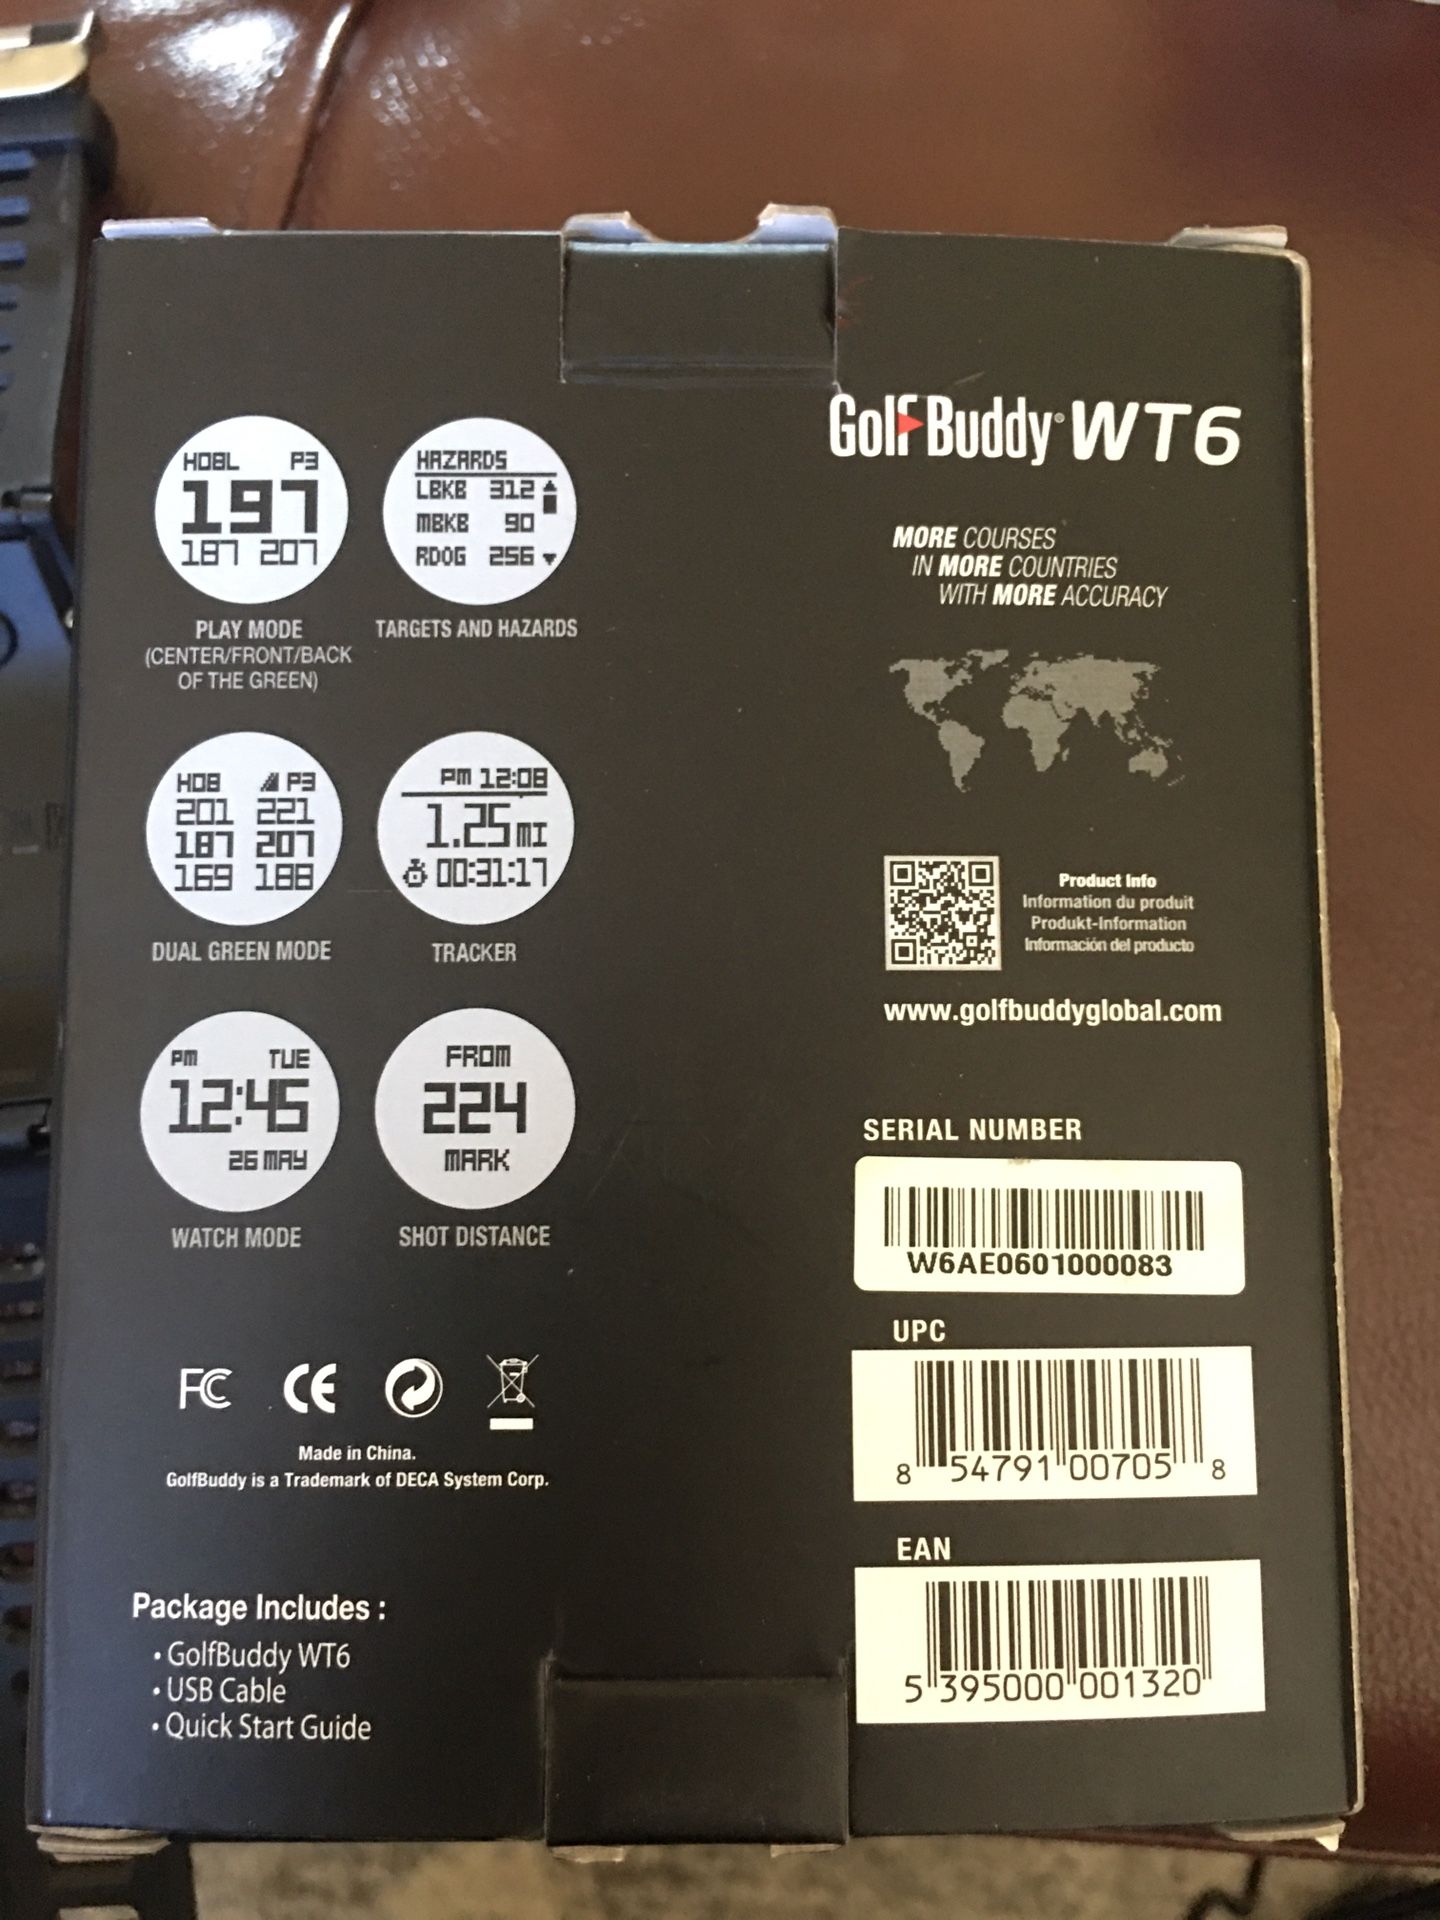 HO8L P3
197
187 207
PLAY MODE
(CENTER/FRONT/BACK
OF THE GREEN)
HAZARDS
LBKB 312
MBKB 90
RDOG 256
TARGETS AND HAZARDS
HO8 P3
201 221
187 207
169 188
DUAL GREEN MODE
PM 12:08
1.25MI
00:31:17
TRACKER
PM TUE
12:45
26 MAY
WATCH MODE
FROM
224
MARK
SHOT DISTANCE
FC CE
Made in China.
GolfBuddy is a Trademark of DECA System Corp.
Package Includes :
• GolfBuddy WT6
• USB Cable
• Quick Start Guide
GolfBuddy® WT6
MORE COURSES
IN MORE COUNTRIES
WITH MORE ACCURACY
Product Info
Information du produit
Produkt-Information
Información del producto
www.golfbuddyglobal.com
SERIAL NUMBER
W6AE0601000083
UPC
8 54791 00705 8
EAN
5 395000 001320